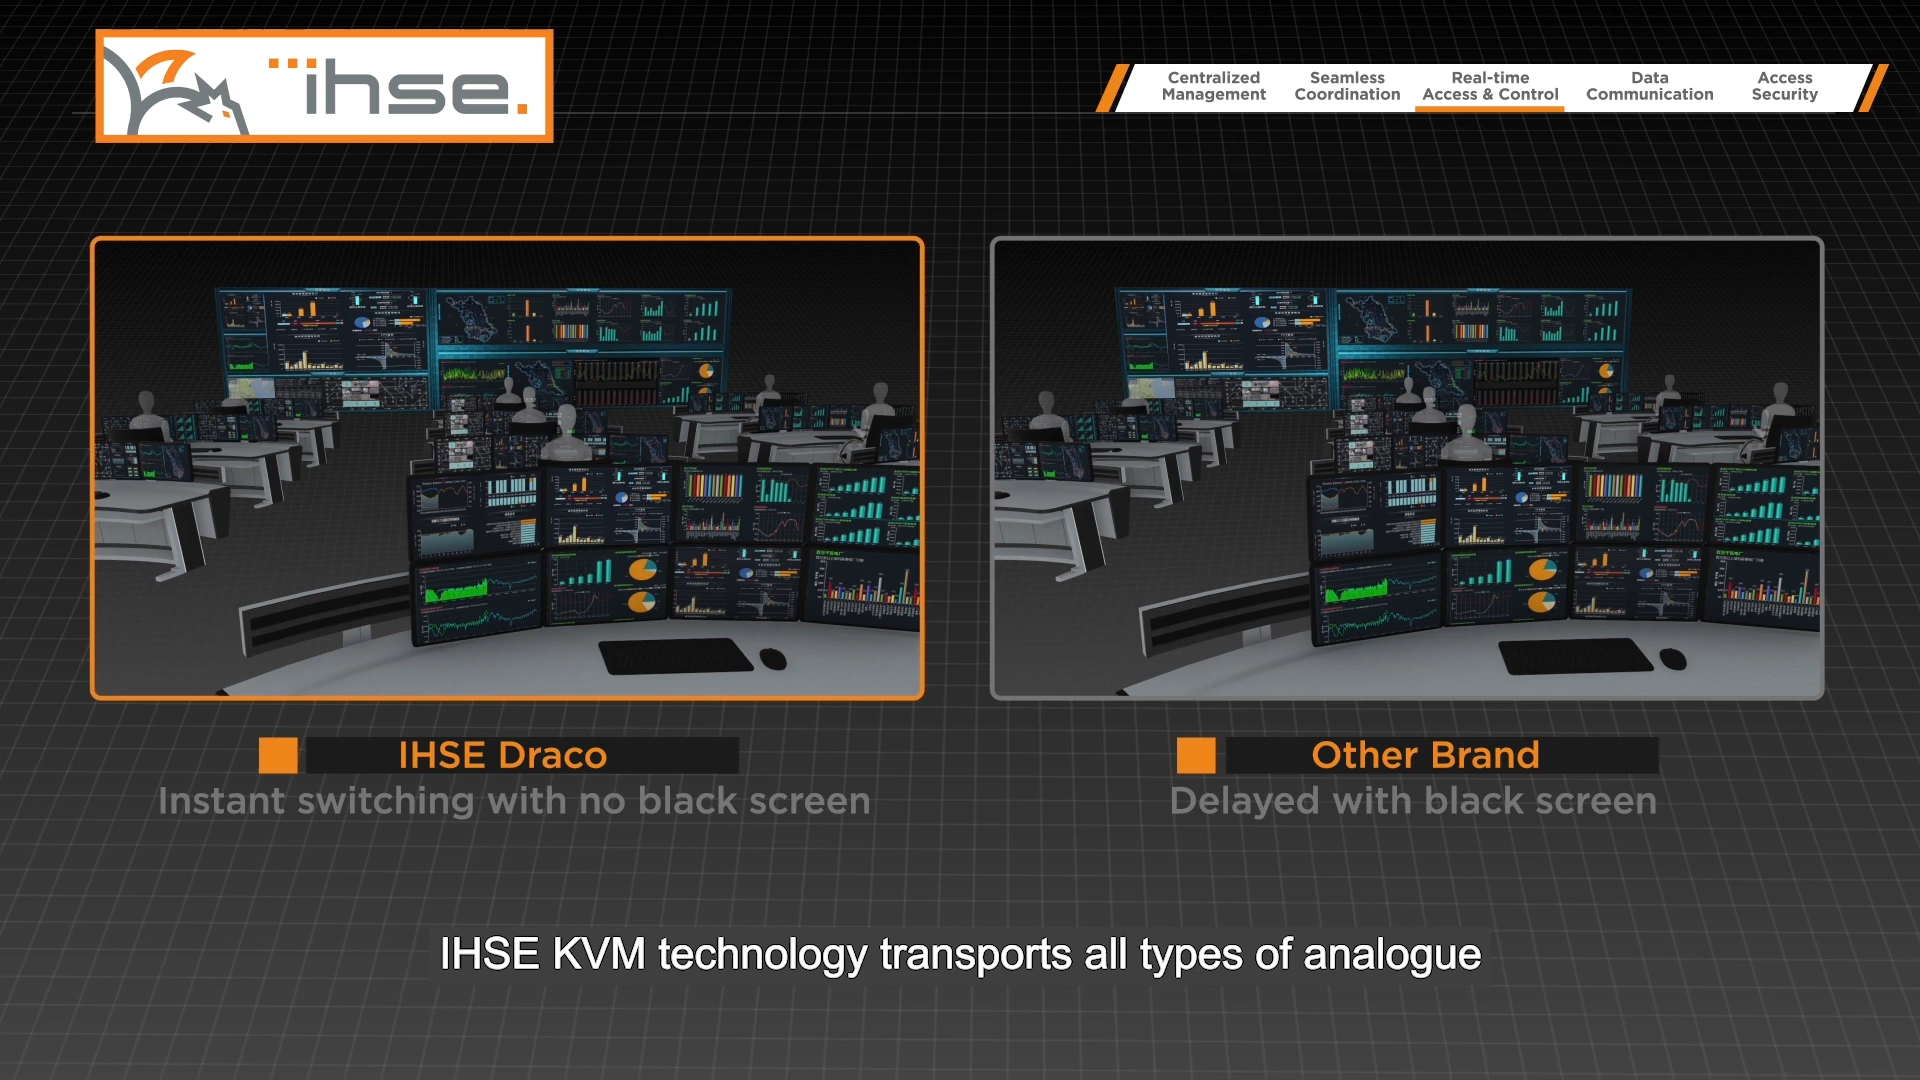 ihse.
Centralized
Management
Seamless
Coordination
Real-time
Access & Control
Data
Communication
Access
Security
IHSE Draco
Instant switching with no black screen
Other Brand
Delayed with black screen
IHSE KVM technology transports all types of analogue